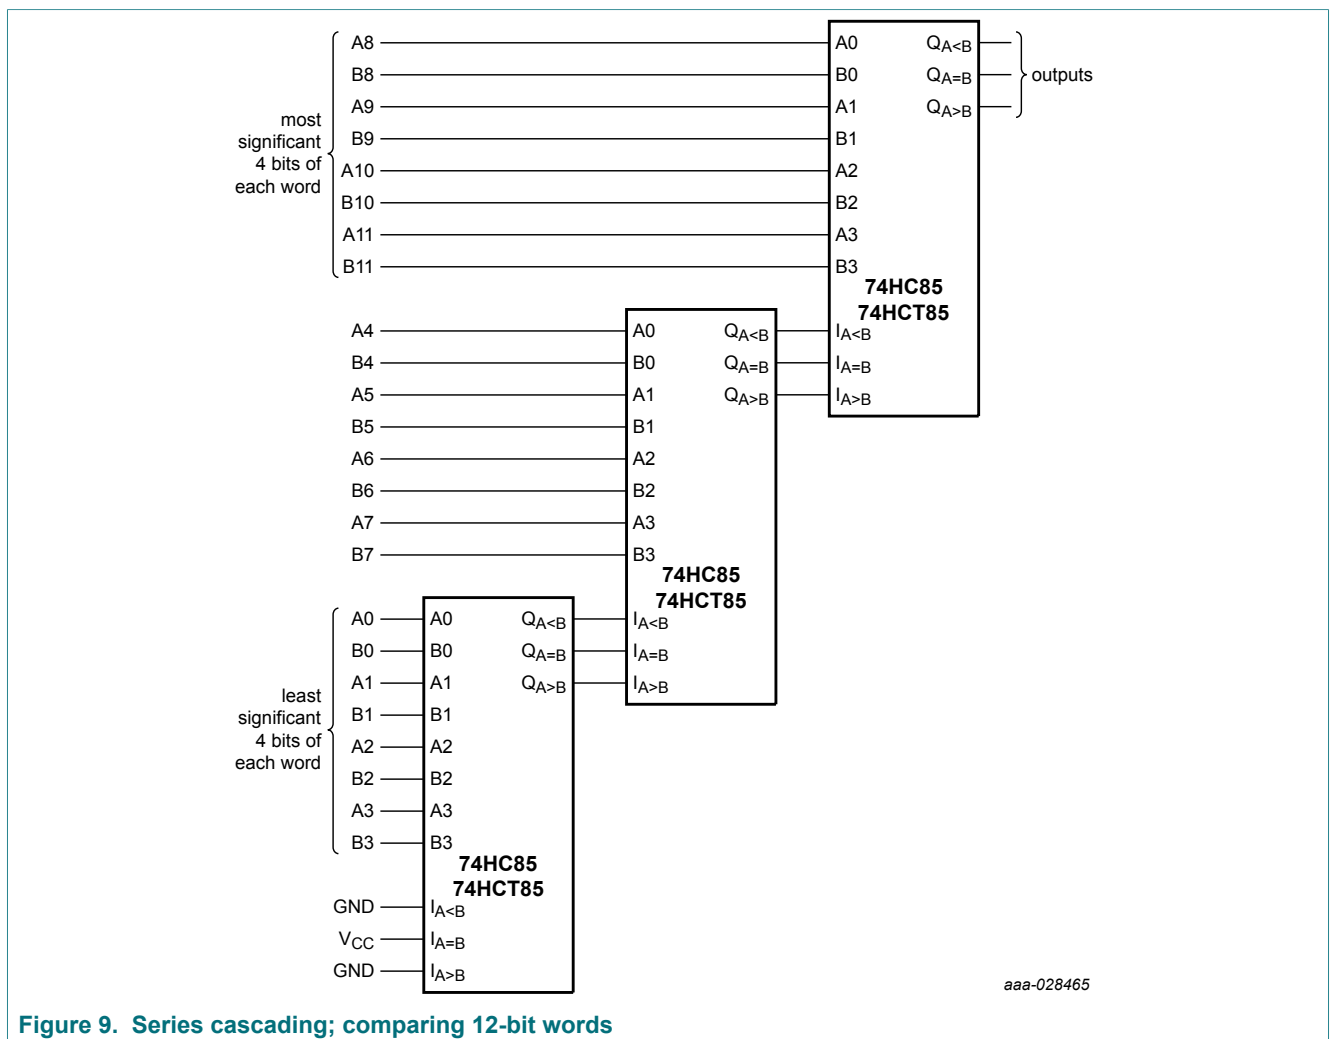 A8 A0 QA<B
B8 B0 QA=B outputs
A9 A1 QA>B
most
significant
4 bits of
each word
B9 B1
A10 A2
B10 B2
A11 A3
B11 B3
74HC85
74HCT85
A4 A0 QA<B IA<B
B4 B0 QA=B IA=B
A5 A1 QA>B IA>B
B5 B1
A6 A2
B6 B2
A7 A3
B7 B3
74HC85
74HCT85
A0 A0 QA<B IA<B
B0 B0 QA=B IA=B
A1 A1 QA>B IA>B
least
significant
4 bits of
each word
B1 B1
A2 A2
B2 B2
A3 A3
B3 B3
74HC85
74HCT85
GND IA<B
VCC IA=B
GND IA>B
aaa-028465
Figure 9. Series cascading; comparing 12-bit words